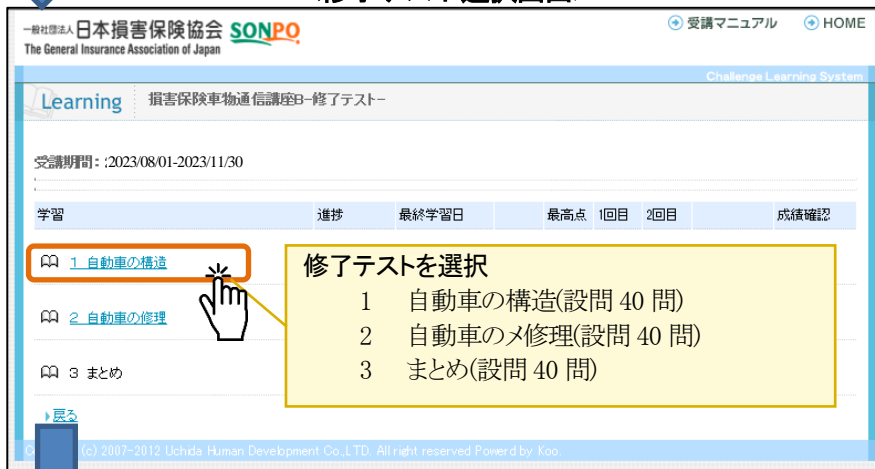 一般社団法人日本損害保険協会 SONPO
The General Insurance Association of Japan
受講マニュアル HOME
Challenge Learning System
Learning 損害保険車物通信講座B-修了テスト-
受講期間：:2023/08/01-2023/11/30
学習 進捗 最終学習日 最高点 1回目 2回目 成績確認
1 自動車の構造
2 自動車の修理
3 まとめ
戻る
修了テストを選択
1 自動車の構造(設問 40 問)
2 自動車のメ修理(設問 40 問)
3 まとめ(設問 40 問)
(c) 2007-2012 Uchida Human Development Co.,LTD. All right reserved Powerd by Koo.